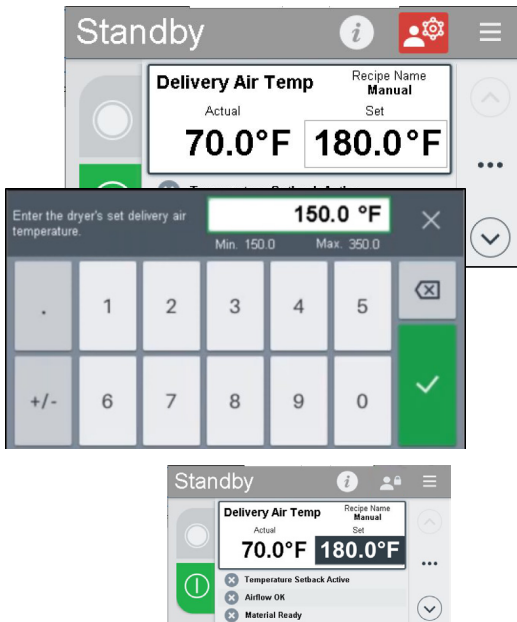 Standby
Delivery Air Temp
Recipe Name
Manual
Actual
Set
70.0°F
180.0°F
Enter the dryer's set delivery air
temperature.
150.0 °F
Min. 150.0
Max. 350.0
. 1 2 3 4 5
+/- 6 7 8 9 0
Standby
Delivery Air Temp
Recipe Name
Manual
Actual
Set
70.0°F
180.0°F
Temperature Setback Active
Airflow OK
Material Ready